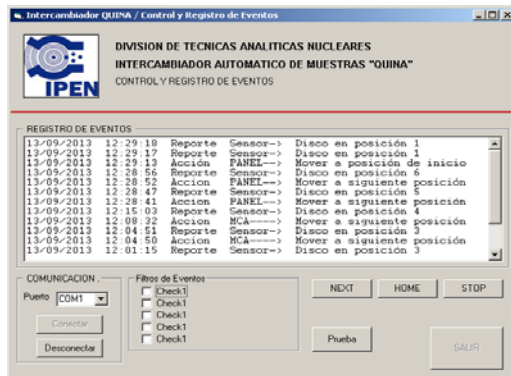 Intercambiador QUINA / Control y Registro de Eventos
IPEN
DIVISION DE TECNICAS ANALITICAS NUCLEARES
INTERCAMBIADOR AUTOMATICO DE MUESTRAS "QUINA"
CONTROL Y REGISTRO DE EVENTOS
REGISTRO DE EVENTOS
13/09/2013 12:29:18 Reporte Sensor-> Disco en posición 1
13/09/2013 12:29:17 Reporte Sensor-> Disco en posición 1
13/09/2013 12:29:13 Acción PANEL--> Mover a posición de inicio
13/09/2013 12:28:56 Reporte Sensor-> Disco en posición 6
13/09/2013 12:28:52 Accion PANEL--> Mover a siguiente posición
13/09/2013 12:28:47 Reporte Sensor-> Disco en posición 5
13/09/2013 12:28:41 Accion PANEL--> Mover a siguiente posición
13/09/2013 12:15:03 Reporte Sensor-> Disco en posición 4
13/09/2013 12:08:32 Accion MCA----> Mover a siguiente posición
13/09/2013 12:04:51 Reporte Sensor-> Disco en posición 3
13/09/2013 12:04:50 Accion MCA----> Mover a siguiente posición
13/09/2013 12:01:15 Reporte Sensor-> Disco en posición 3
COMUNICACION .
Puerto COM1
Conectar
Desconectar
Filtros de Eventos
Check1
Check1
Check1
Check1
Check1
NEXT HOME STOP
Prueba
SALIR